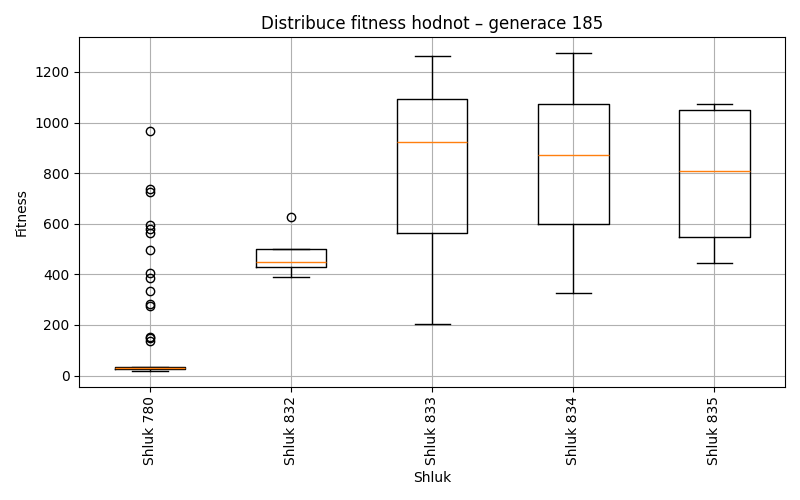 Distribuce fitness hodnot – generace 185
1200
1000
800
600
400
200
0
Fitness
Shluk 780
Shluk 832
Shluk 833
Shluk 834
Shluk 835
Shluk